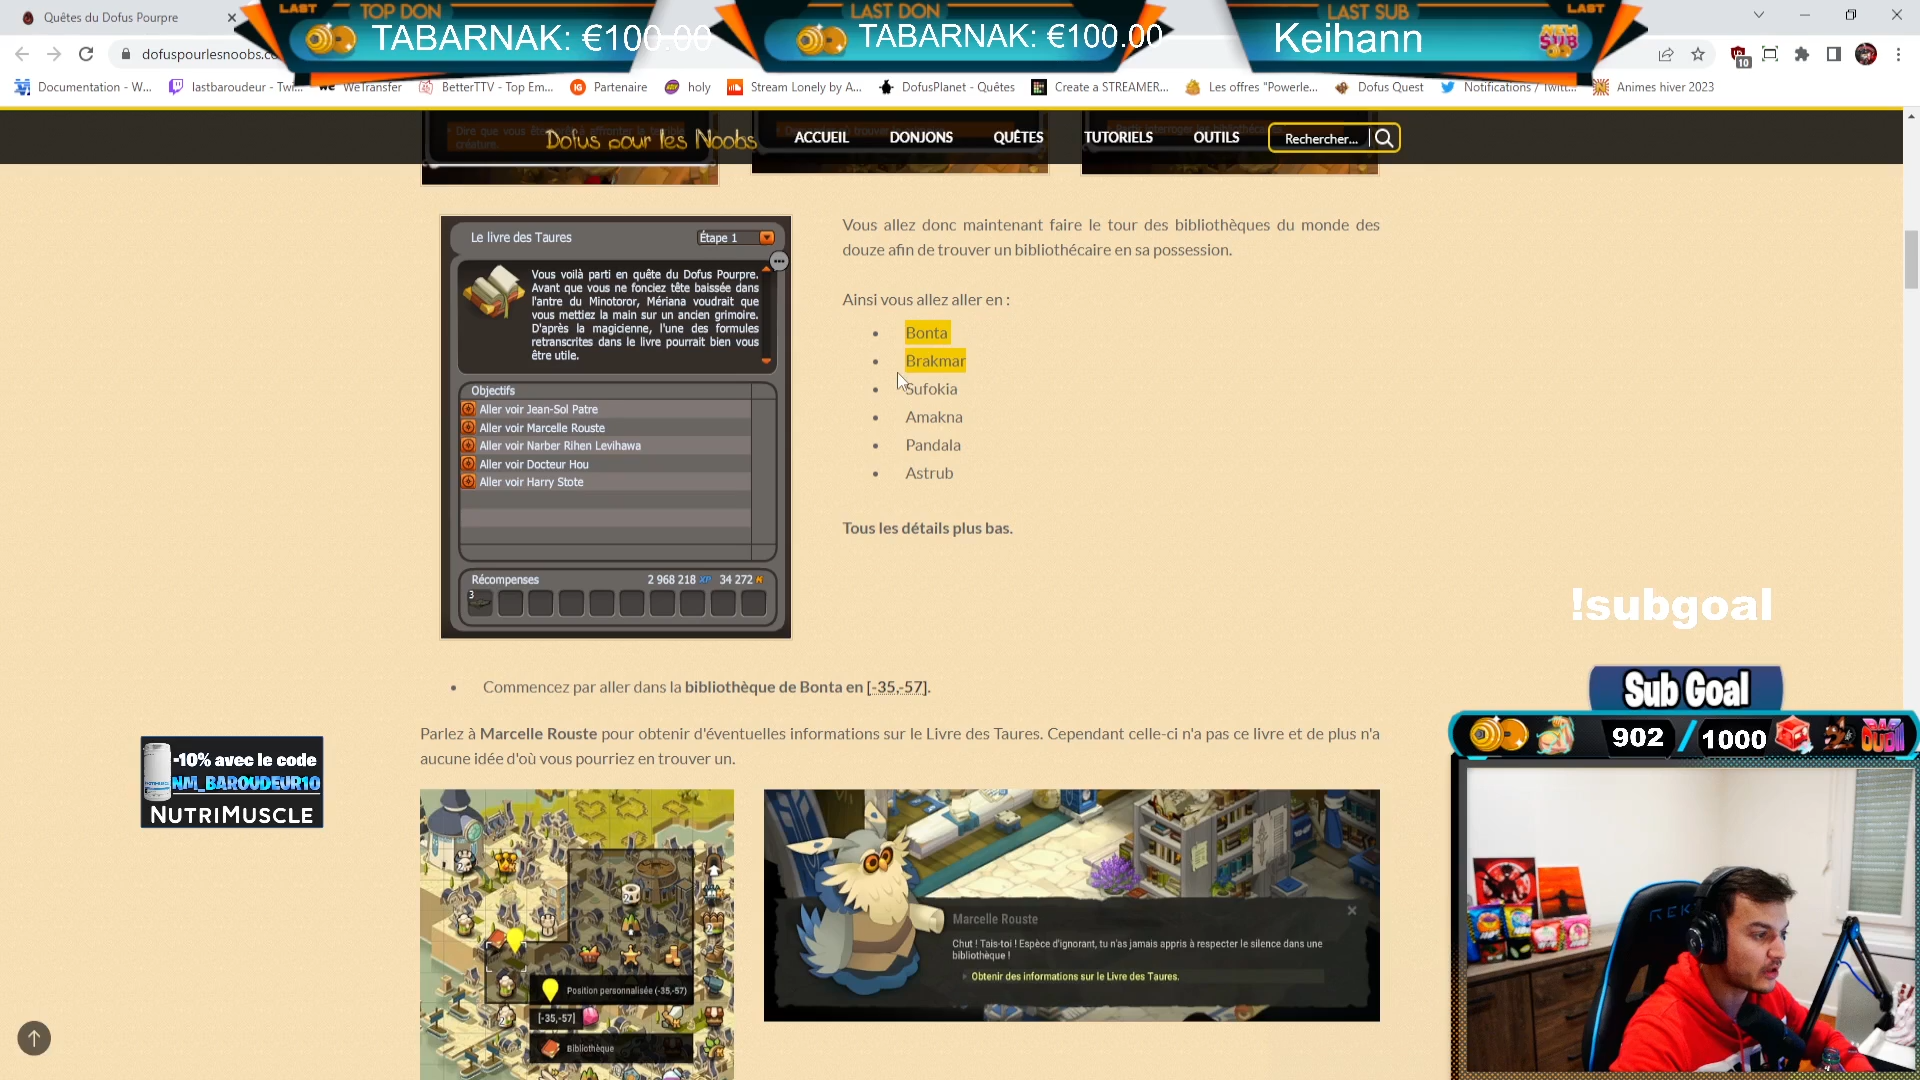 Quêtes du Dofus Pourpre
LAST TOP DON
TABARNAK: €100.00
LAST DON
TABARNAK: €100.00
LAST SUB LAST
Keihann
NEW SUB
dofuspourlesnoobs.co
10
Documentation - W...
lastbaroudeur - Twi...
WeTransfer
BetterTTV - Top Em...
Partenaire
holy
Stream Lonely by A...
DofusPlanet - Quêtes
Create a STREAMER...
Les offres "Powerle...
Dofus Quest
Notifications / Twitt...
Animes hiver 2023
Dofus pour les Noobs
ACCUEIL
DONJONS
QUÊTES
TUTORIELS
OUTILS
Rechercher...
Le livre des Taures
Étape 1
Vous voilà parti en quête du Dofus Pourpre.
Avant que vous ne fonciez tête baissée dans
l'antre du Minotoror, Mériana voudrait que
vous mettiez la main sur un ancien grimoire.
D'après la magicienne, l'une des formules
retranscrites dans le livre pourrait bien vous
être utile.
Objectifs
Aller voir Jean-Sol Patre
Aller voir Marcelle Rouste
Aller voir Narber Rihen Levihawa
Aller voir Docteur Hou
Aller voir Harry Stote
Récompenses
2 968 218 XP 34 272 K
3
Vous allez donc maintenant faire le tour des bibliothèques du monde des
douze afin de trouver un bibliothécaire en sa possession.
Ainsi vous allez aller en :
• Bonta
• Brakmar
• Sufokia
• Amakna
• Pandala
• Astrub
Tous les détails plus bas.
!subgoal
Sub Goal
902 / 1000
• Commencez par aller dans la bibliothèque de Bonta en [-35,-57].
Parlez à Marcelle Rouste pour obtenir d'éventuelles informations sur le Livre des Taures. Cependant celle-ci n'a pas ce livre et de plus n'a
aucune idée d'où vous pourriez en trouver un.
-10% avec le code
NM_BAROUDEUR10
NUTRIMUSCLE
Position personnalisée (-35,-57)
[-35,-57]
Bibliothèque
Marcelle Rouste
Chut ! Tais-toi ! Espèce d'ignorant, tu n'as jamais appris à respecter le silence dans une
bibliothèque !
Obtenir des informations sur le Livre des Taures.